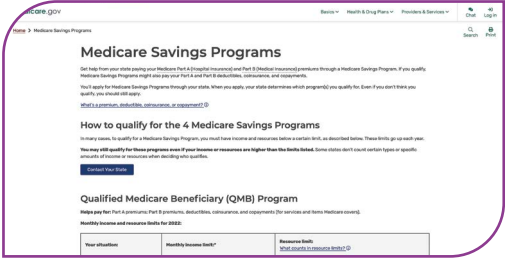 care.gov
Basics
Health & Drug Plans
Providers & Services
Chat
Log in
Home > Medicare Savings Programs
Search
Print
Medicare Savings Programs
Get help from your state paying your Medicare Part A (Hospital Insurance) and Part B (Medical Insurance) premiums through a Medicare Savings Program. If you qualify,
Medicare Savings Programs might also pay your Part A and Part B deductibles, coinsurance, and copayments.
You'll apply for Medicare Savings Programs through your state. When you apply, your state determines which program(s) you qualify for. Even if you don't think you
qualify, you should still apply.
What's a premium, deductible, coinsurance, or copayment?
How to qualify for the 4 Medicare Savings Programs
In many cases, to qualify for a Medicare Savings Program, you must have income and resources below a certain limit, as described below. These limits go up each year.
You may still qualify for these programs even if your income or resources are higher than the limits listed. Some states don't count certain types or specific
amounts of income or resources when deciding who qualifies.
Contact Your State
Qualified Medicare Beneficiary (QMB) Program
Helps pay for: Part A premiums; Part B premiums, deductibles, coinsurance, and copayments (for services and items Medicare covers).
Monthly income and resource limits for 2022:
Your situation:
Monthly income limit:*
Resource limit:
What counts in resource limits?